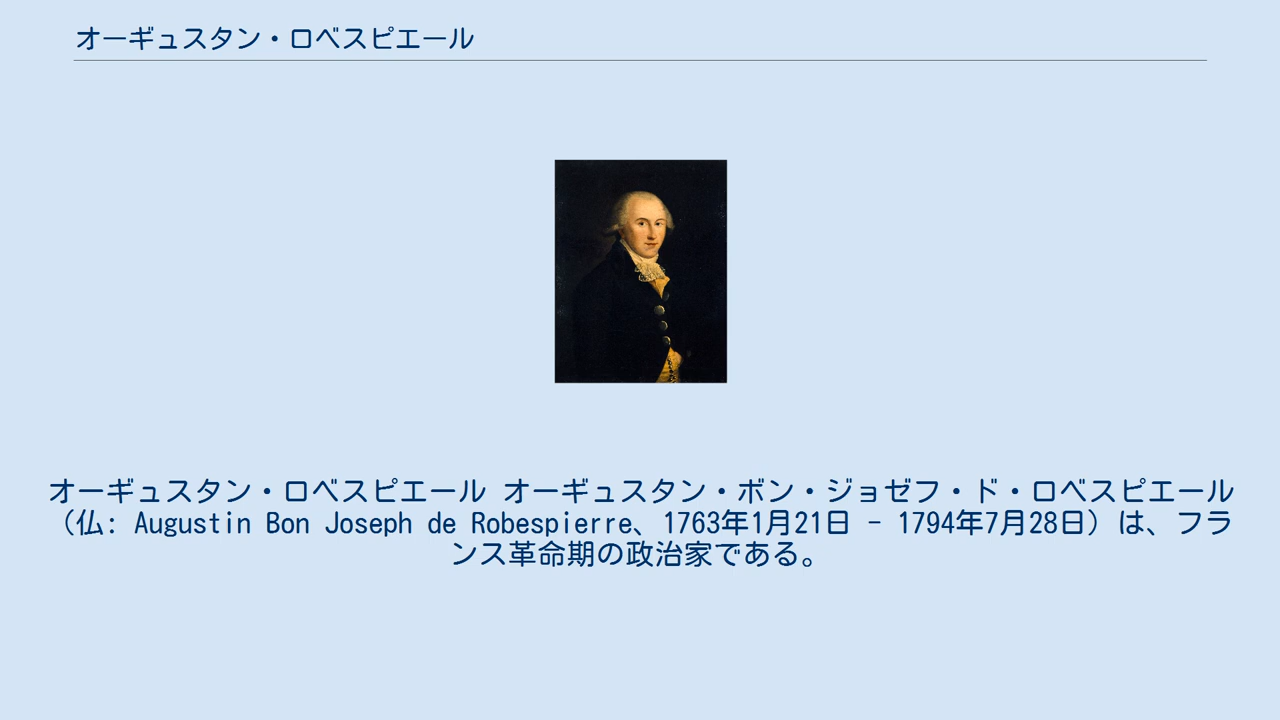 オーギュスタン・ロベスピエール
オーギュスタン・ロベスピエール オーギュスタン・ボン・ジョゼフ・ド・ロベスピエール
（仏: Augustin Bon Joseph de Robespierre、1763年1月21日 - 1794年7月28日）は、フラ
ンス革命期の政治家である。